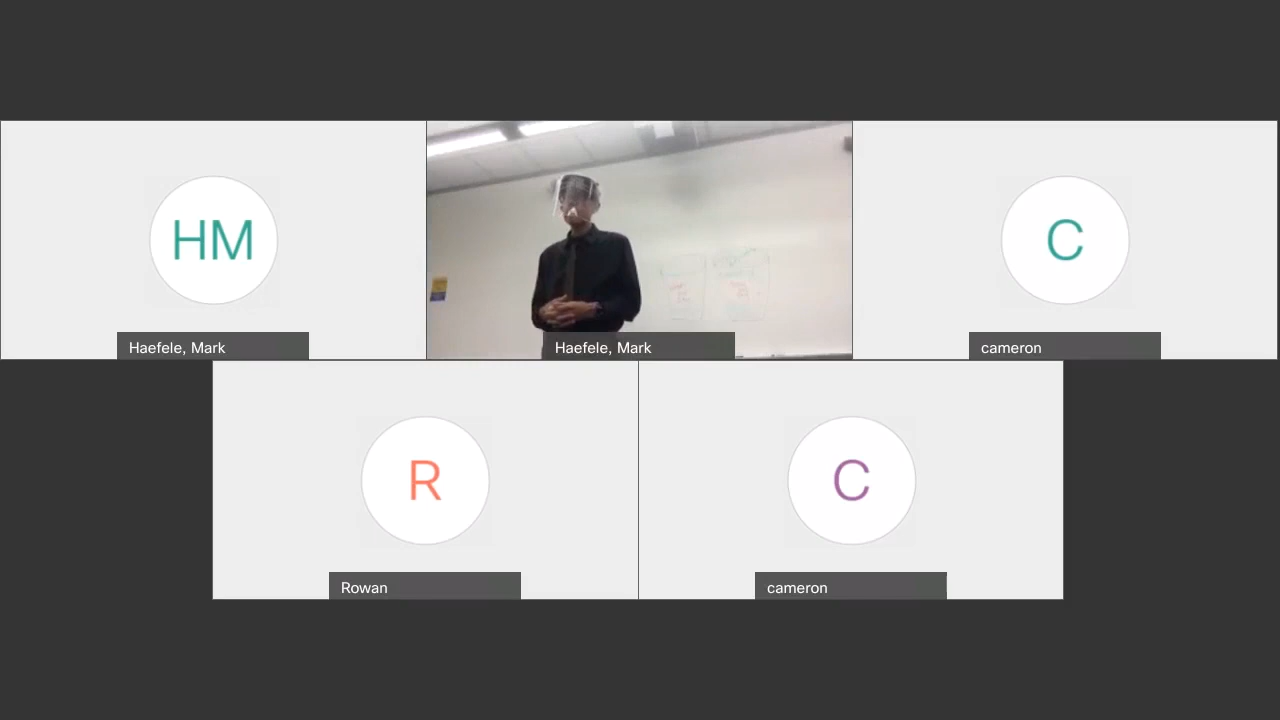 HM
Haefele, Mark
Haefele, Mark
C
cameron
R
Rowan
C
cameron